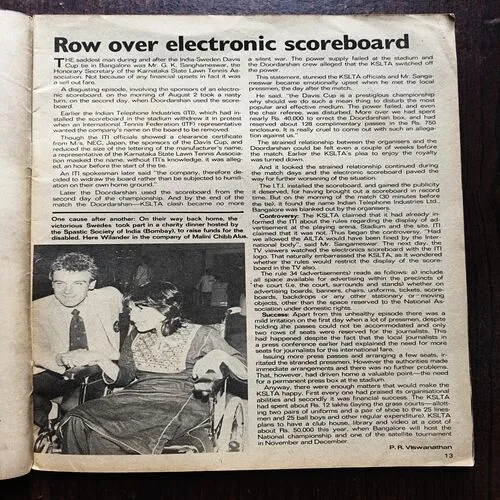 Row over electronic scoreboard
THE saddest man during and after the India-Sweden Davis
Cup tie in Bangalore was Mr. G. K. Sanghameswar, the
Honorary Secretary of the Karnataka State Lawn Tennis As-
sociation. Not because of any financial upsets in fact it was
a sell out fare.
A disgusting episode, involving the sponsors of an electro-
nic scoreboard, on the morning of August 2 took a nasty
turn, on the second day, when Doordarshan used the score-
board.
Earlier the Indian Telephone Industries (ITI), which had in-
stalled the scoreboard in the stadium withdrew it in protest
when an International Tennis Federation (ITF) representative
wanted the company's name on the board to be removed.
Though the ITI officials showed a clearance certificate
from M/s. NEC, Japan, the sponsors of the Davis Cup, and
reduced the size of the lettering of the manufacturer's name,
a representative of the Karnataka State Lawn Tennis Associa-
tion masked the name, without ITI's knowledge, it was alleg-
ed, an hour before the start of the tie.
An ITI spokesman later said "the company, therefore de-
cided to widraw the board rather than be subjected to humili-
ation on their own home ground.
Later the Doordarshan used the scoreboard from the
second day of the championship. And by the end of the
match the Doordarshan—KSLTA clash became more
One cause after another: On their way back home, the
victorious Swedes took part in a charity dinner hosted by
the Spastic Society of India (Bombay) to raise funds for the
disabled. Here Wilander in the company of Malini Chibb Alus.
a silent war. The power supply failed at the stadium and
the Doordarshan crew alleged that the KSLTA switched off
the power.
This statement, stunned the KSLTA officials and Mr. Sanga-
meswar became emotionally upset when he met the local
pressmen, the day after the match.
He said, "the Davis Cup is a prestigious championship
why should we do such a mean thing to disturb the most
popular and effective medium. The power failed, and even
the chair referee, was disturbed. More over we had spent
nearly Rs. 40,000 to erect the Doordarshan box, and had
reserved about 128 complimentary passes in the Rs 750
enclosure. It is really cruel to come out with such an allega-
tion against us."
The strained relationship between the organisers and the
Doordarshan could be felt even a couple of weeks before
the match. Earlier the KSLTA's plea to enjoy the royalty
was turned down.
And it looked the strained relationship continued during
the match days and the electronic scoreboard paved the
way for further worsening of the situation.
The I.T.I. installed the scoreboard, and gained the publicity
it deserved, for having brought out a scoreboard in record
time. But on the morning of the match (30 minutes before
the tie), it found the name Indian Telephone Industries Ltd.,
Bangalore was blanked out by the organisers.
Controversy: The KSLTA claimed that it had already in-
formed the ITI about the rules regarding the display of ad-
vertisement at the playing arena. Stadium and the site. ITI
claimed that it was not. Thus began the controversy. "Had
we allowed the AILTA would have been fined by the Inter-
national body", said Mr. Sangameswar. The next day, the
TV viewers watched the electronics scoreboard with the ITI
logo. That naturally embarrassed the KSLTA, as it wondered
whether the rules would restrict the display of the score-
board in the TV also.
The rule 34 (advertisements) reads as follows: a) include
all space available for advertising within the precincts of
the court (i.e. the court, surrounds and stands) whether on
advertising boards, banners, chairs, uniforms, tickets, score-
boards, backdrops or any other stationary or moving
objects, other than the space reserved to the National As-
sociation under domestic rights.
Success: Apart from this unhealthy episode there was a
mild irritation on the first day when a lot of pressmen, despite
holding the passes could not be accommodated and only
two rows of seats were reserved for the journalists. This
had happened despite the fact that the local journalists in
a press conference earlier had explained the need for more
seats for journalists for this international fare.
Issuing more press passes and arranging a few seats, ir-
ritated the stranded pressmen. However the authorities made
immediate arrangements and there was no further problems.
That, however, had driven home a valuable point—the need
for a permanent press box at the stadium.
Anyway, there were enough matters that would make the
KSLTA happy. First every one had praised its organisational
abilities and secondly it was financial success. The KSLTA
had spent about Rs. 12 lakhs (laying the grass courts—allott-
ing two pairs of uniforms and a pair of shoe to the 25 lines-
men and 25 ball boys and other regular expenditure). KSLTA
plans to have a club house, library and video at a cost of
about Rs. 50,000 this year, when Bangalore will host the
National championship and one of the satellite tournament
in November and December.
P. R. Viswanathan
13